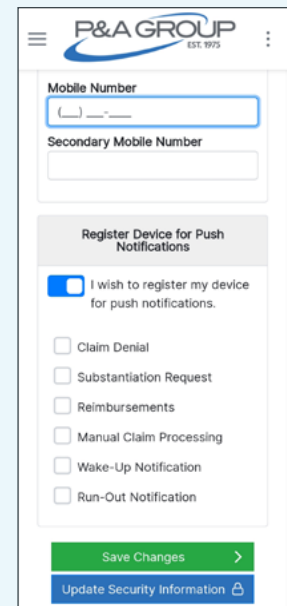 P&A GROUP
EST. 1975
Mobile Number
(__) __-___
Secondary Mobile Number
Register Device for Push
Notifications
I wish to register my device
for push notifications.
Claim Denial
Substantiation Request
Reimbursements
Manual Claim Processing
Wake-Up Notification
Run-Out Notification
Save Changes
Update Security Information